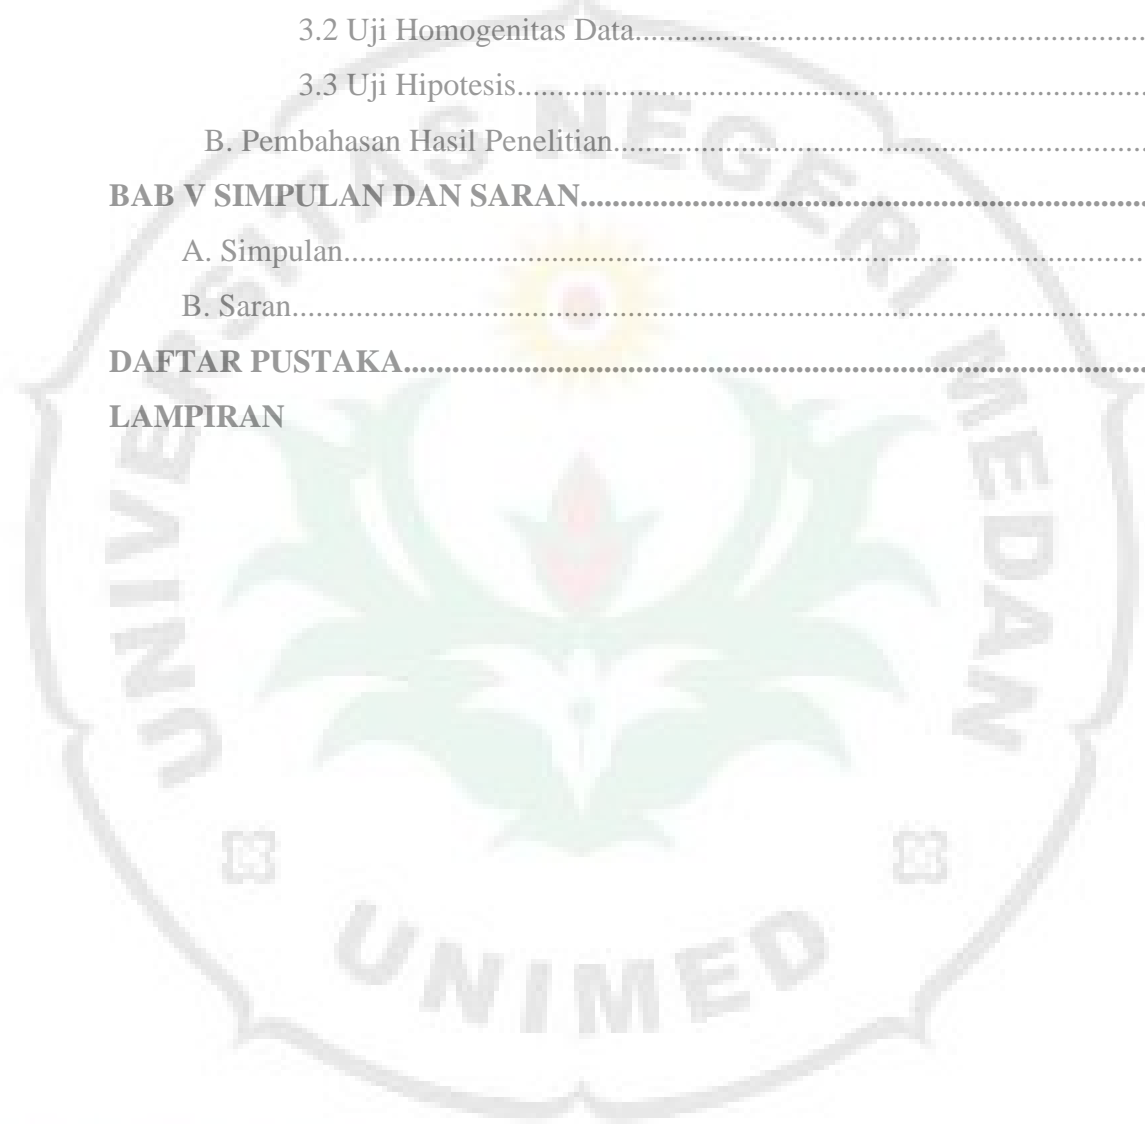 3.2 Uji Homogenitas Data..........................................................................
3.3 Uji Hipotesis..........................................................................................
B. Pembahasan Hasil Penelitian....................................................................
BAB V SIMPULAN DAN SARAN......................................................................
A. Simpulan....................................................................................................
B. Saran...........................................................................................................
DAFTAR PUSTAKA............................................................................................
LAMPIRAN
UNIVERSITAS NEGERI MEDAN
UNIMED